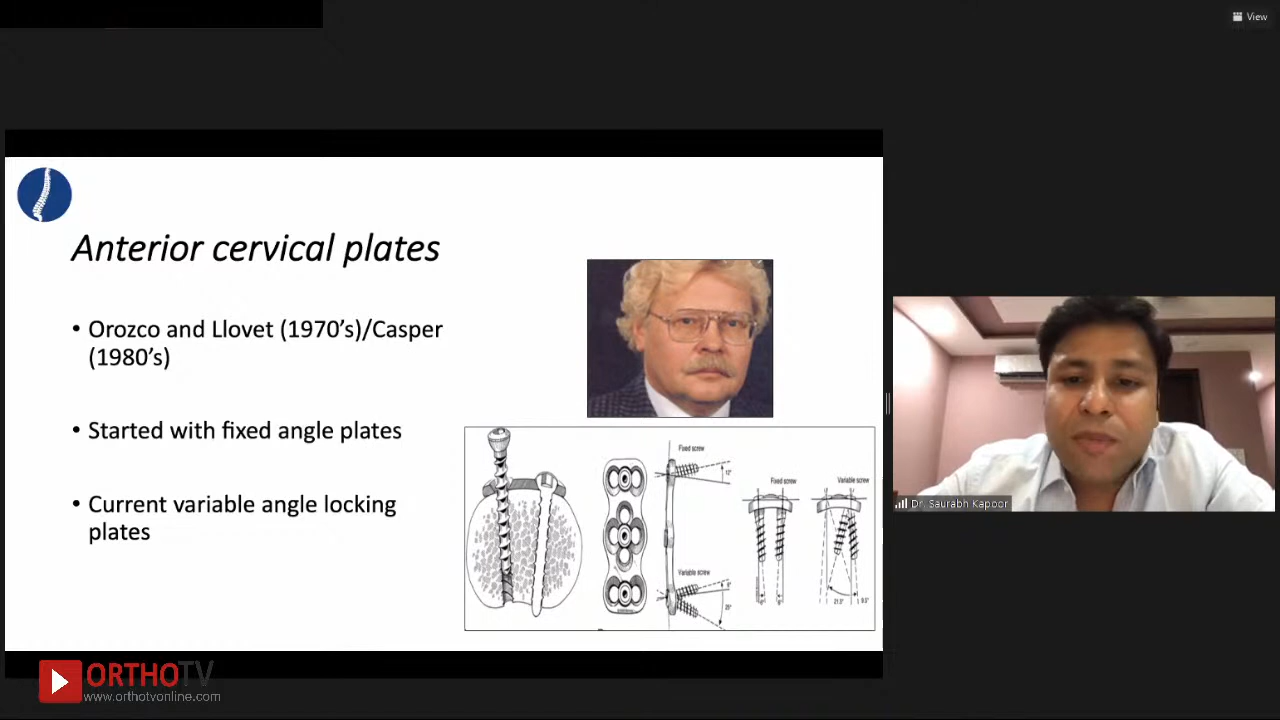 View
Anterior cervical plates
• Orozco and Llovet (1970's)/Casper
(1980's)
• Started with fixed angle plates
• Current variable angle locking
plates
Fixed screw
12°
Variable screw
Fixed screw
Variable screw
Dr. Saurabh Kapoor
ORTHOTV
www.orthotvonline.com